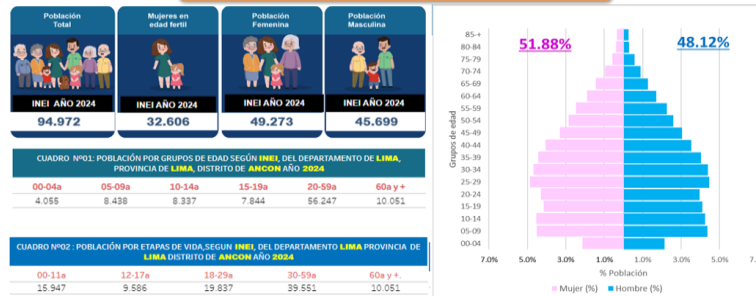 Población
Total
Mujeres en
edad fertil
Población
Femenina
Población
Masculina
INEI AÑO 2024
INEI AÑO 2024
INEI AÑO 2024
INEI AÑO 2024
94.972
32.606
49.273
45.699
CUADRO Nº01: POBLACIÓN POR GRUPOS DE EDAD SEGÚN INEI, DEL DEPARTAMENTO DE LIMA,
PROVINCIA DE LIMA, DISTRITO DE ANCON AÑO 2024
00-04a 05-09a 10-14a 15-19a 20-59a 60a y +
4.055 8.438 8.337 7.844 56.247 10.051
CUADRO Nº02 : POBLACIÓN POR ETAPAS DE VIDA,SEGUN INEI, DEL DEPARTAMENTO LIMA PROVINCIA DE
LIMA DISTRITO DE ANCON AÑO 2024
00-11a 12-17a 18-29a 30-59a 60a y +.
15.947 9.586 19.837 39.551 10.051
51.88% 48.12%
Grupos de edad
85-+
80-84
75-79
70-74
65-69
60-64
55-59
50-54
45-49
40-44
35-39
30-34
25-29
20-24
15-19
10-14
05-09
00-04
7.0% 5.0% 3.0% 1.0% 1.0% 3.0% 5.0% 7.
% Población
Mujer (%) Hombre (%)